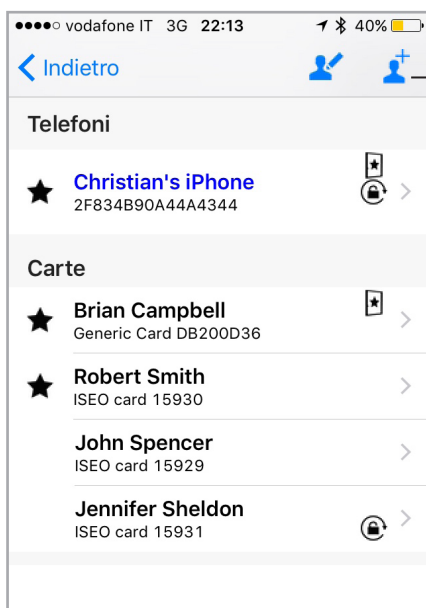 vodafone IT 3G 22:13 40%
Indietro
Telefoni
Christian's iPhone
2F834B90A44A4344
Carte
Brian Campbell
Generic Card DB200D36
Robert Smith
ISEO card 15930
John Spencer
ISEO card 15929
Jennifer Sheldon
ISEO card 15931